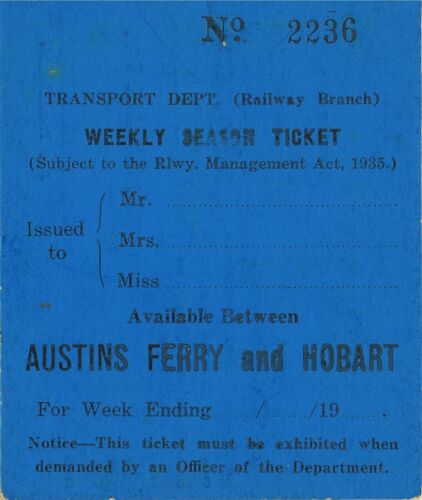 No. 2236
TRANSPORT DEPT. (Railway Branch)
WEEKLY SEASON TICKET
(Subject to the Rlwy. Management Act, 1935.)
Issued to
Mr. ....................
Mrs. ....................
Miss ....................
Available Between
AUSTINS FERRY and HOBART
For Week Ending ....../....../19 .......
Notice—This ticket must be exhibited when
demanded by an Officer of the Department.